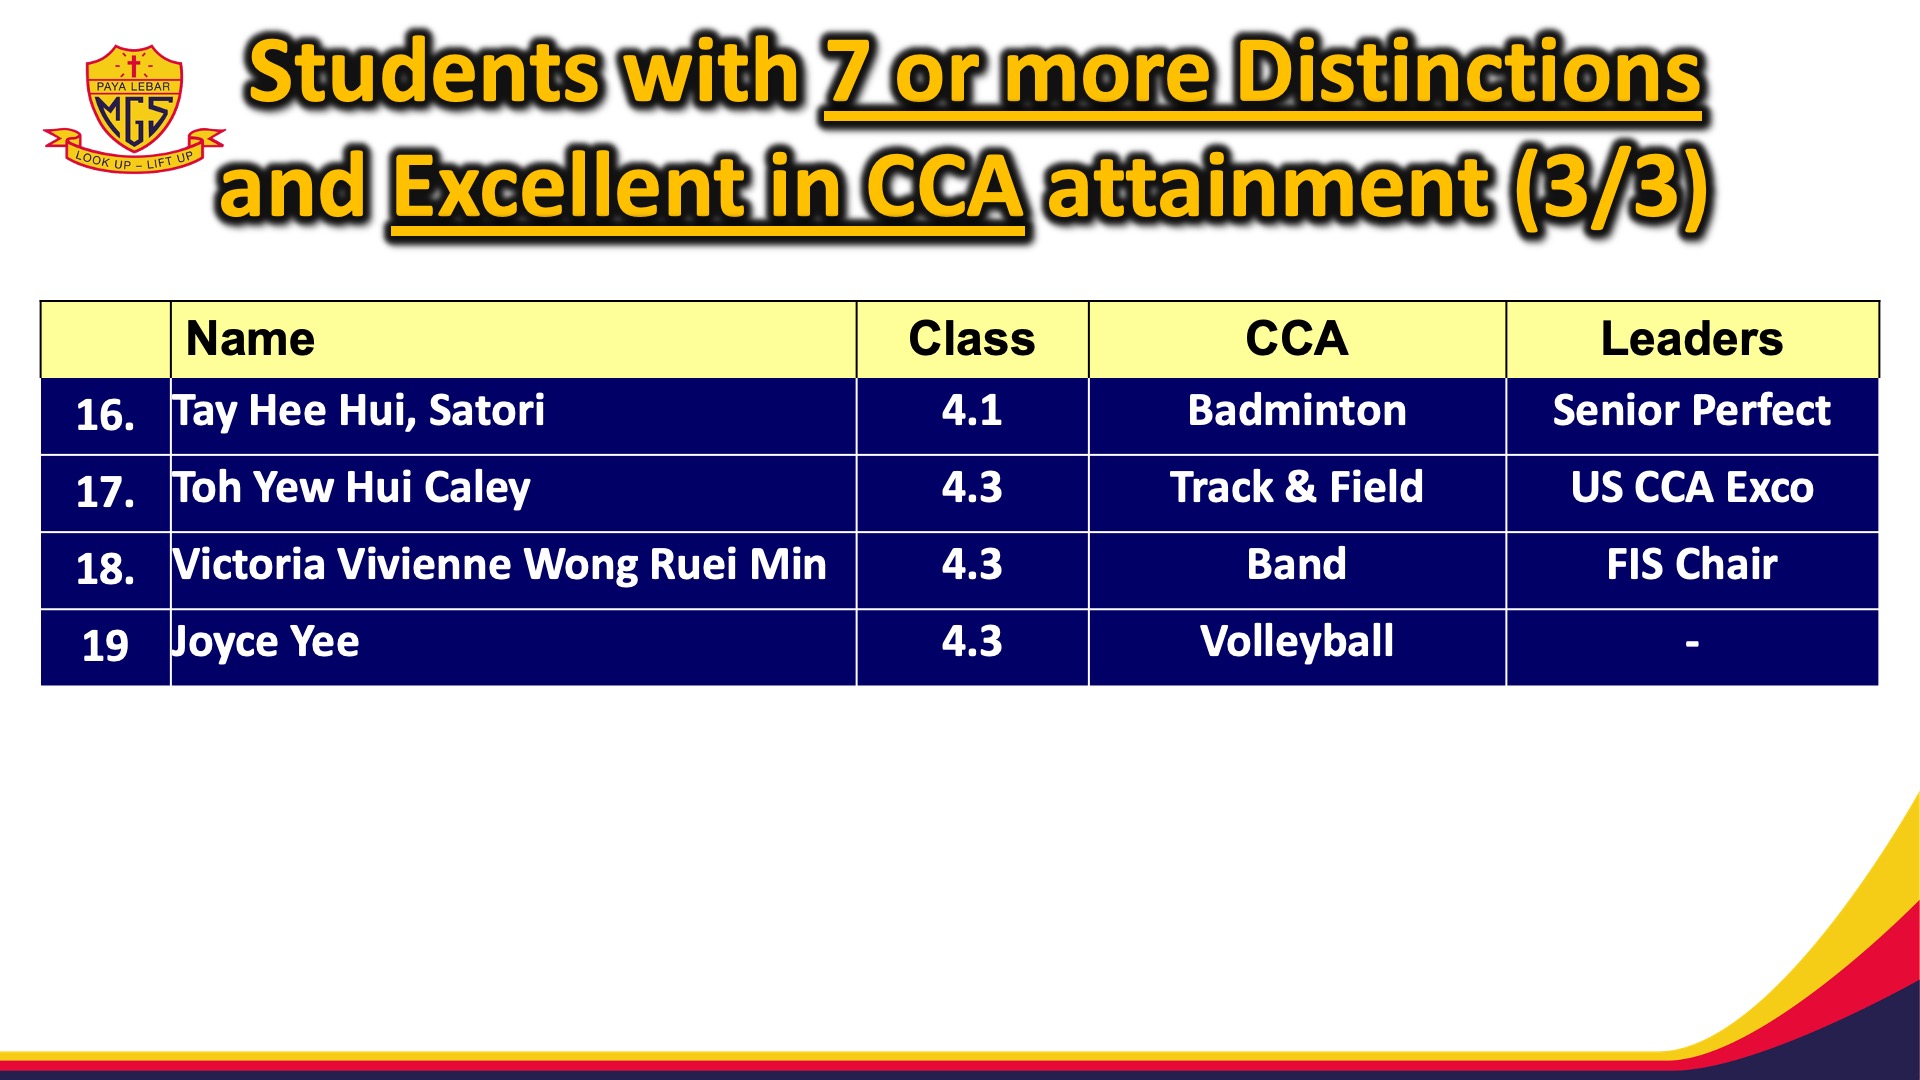 Students with 7 or more Distinctions
and Excellent in CCA attainment (3/3)
PAYA LEBAR
MGS
LOOK UP – LIFT UP
Name Class CCA Leaders
16. Tay Hee Hui, Satori 4.1 Badminton Senior Perfect
17. Toh Yew Hui Caley 4.3 Track & Field US CCA Exco
18. Victoria Vivienne Wong Ruei Min 4.3 Band FIS Chair
19 Joyce Yee 4.3 Volleyball -